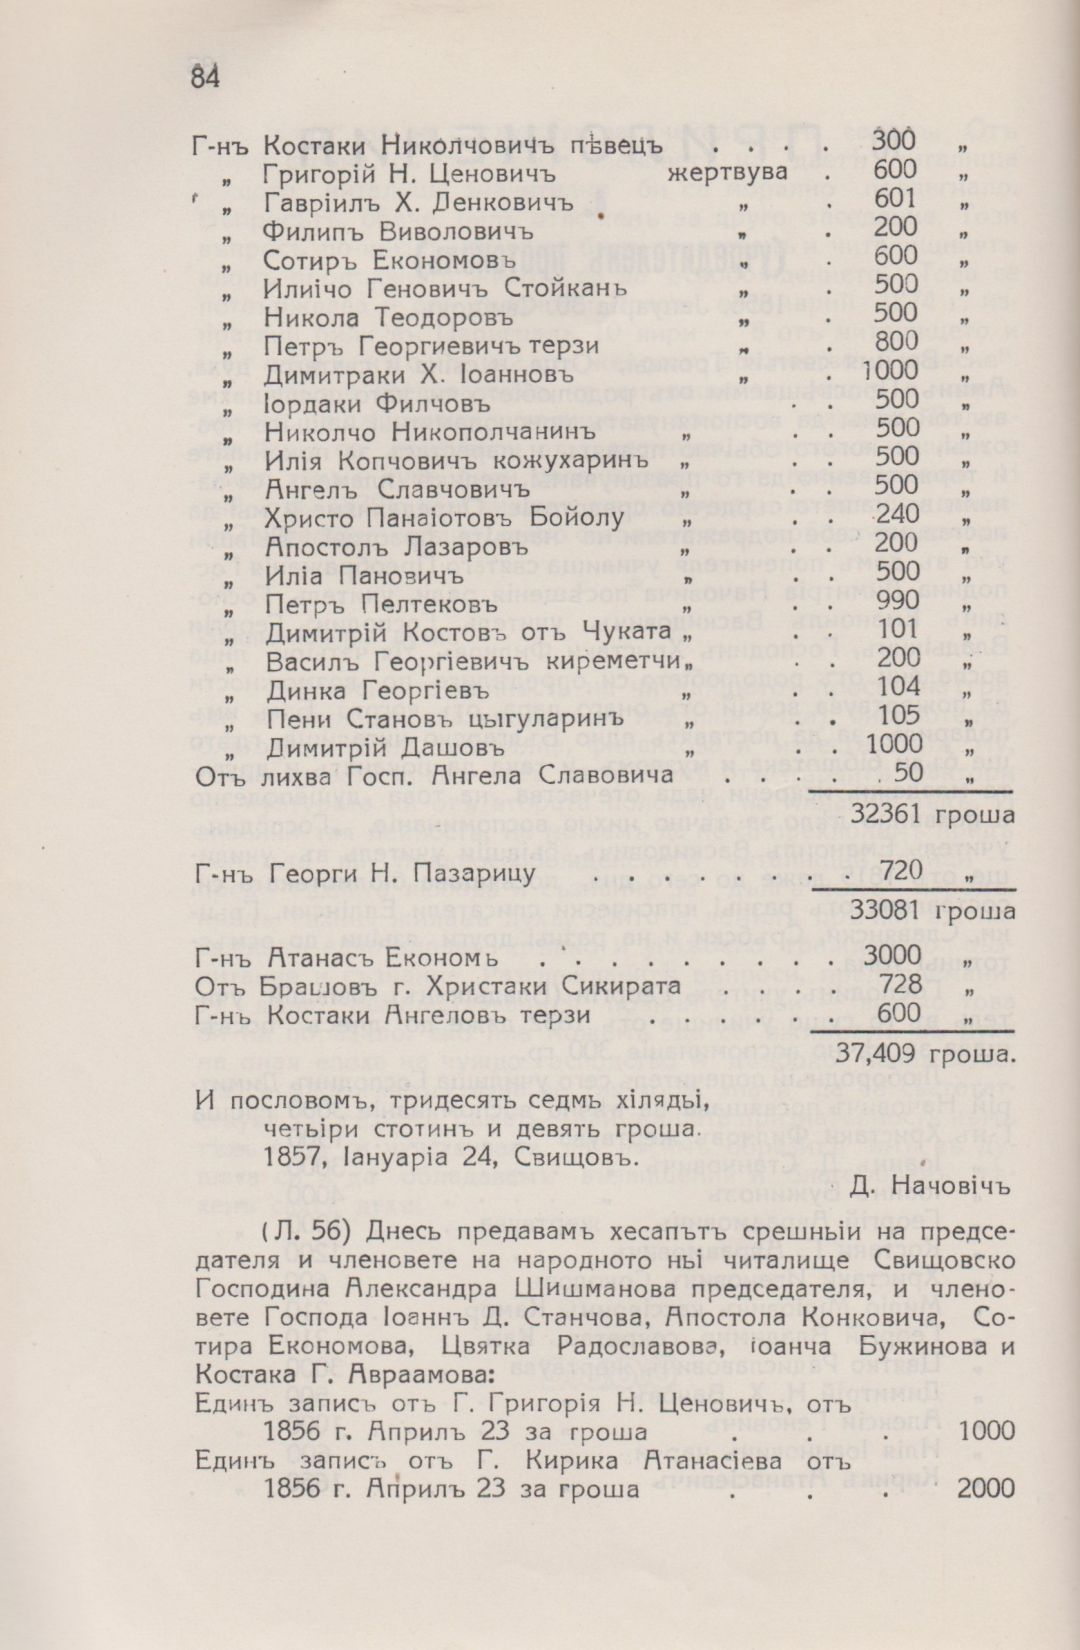 84
Г-нъ Костаки Николчовичъ пѣвецъ . . . . 300 „
„ Григорій Н. Ценовичъ жертвува . 600 „
„ Гавріилъ Х. Денковичъ „ . 601 „
„ Филипъ Виволовичъ „ . 200 „
„ Сотиръ Економовъ „ . 600 „
„ Илиічо Геновичъ Стойкань „ . 500 „
„ Никола Теодоровъ „ . 500 „
„ Петръ Георгиевичъ терзи „ . 800 „
„ Димитраки Х. Іоанновъ „ . 1000 „
„ Іордаки Филчовъ . . 500 „
„ Николчо Никополчанинъ „ . . 500 „
„ Илія Копчовичъ кожухаринъ „ . . 500 „
„ Ангелъ Славчовичъ „ . . 500 „
„ Христо Панаіотовъ Бойолу „ . . 240 „
„ Апостолъ Лазаровъ „ . . 200 „
„ Иліа Пановичъ „ . . 500 „
„ Петръ Пелтековъ „ . . 990 „
„ Димитрій Костовъ отъ Чуката „ . . 101 „
„ Василъ Георгіевичъ киреметчи „ . . 200 „
„ Динка Георгіевъ „ . . 104 „
„ Пени Становъ цыгуларинъ „ . . 105 „
„ Димитрій Дашовъ „ . . 1000 „
Отъ лихва Госп. Ангела Славовича . . . . . 50 „
32361 гроша
Г-нъ Георги Н. Пазарицу . . . . . . . . 720 „
33081 гроша
Г-нъ Атанасъ Економъ . . . . . . . . . 3000 „
Отъ Брашовъ г. Христаки Сикирата . . . . 728 „
Г-нъ Костаки Ангеловъ терзи . . . . . . 600 „
37,409 гроша.
И пословомъ, тридесять седмь хілядьі,
четьіри стотинъ и девять гроша.
1857, Іануаріа 24, Свищовъ.
Д. Начовічъ
(Л. 56) Днесь предавамъ хесапътъ срешньіи на предсе-
дателя и членовете на народното ньі читалище Свищовско
Господина Александра Шишманова председателя, и члено-
вете Господа Іоаннъ Д. Станчова, Апостола Конковича, Со-
тира Економова, Цвятка Радославова, Іоанча Бужинова и
Костака Г. Авраамова:
Единъ записъ отъ Г. Григорія Н. Ценовичъ, отъ
1856 г. Априлъ 23 за гроша . . . 1000
Единъ записъ отъ Г. Кирика Атанасіева отъ
1856 г. Априлъ 23 за гроша . . . 2000